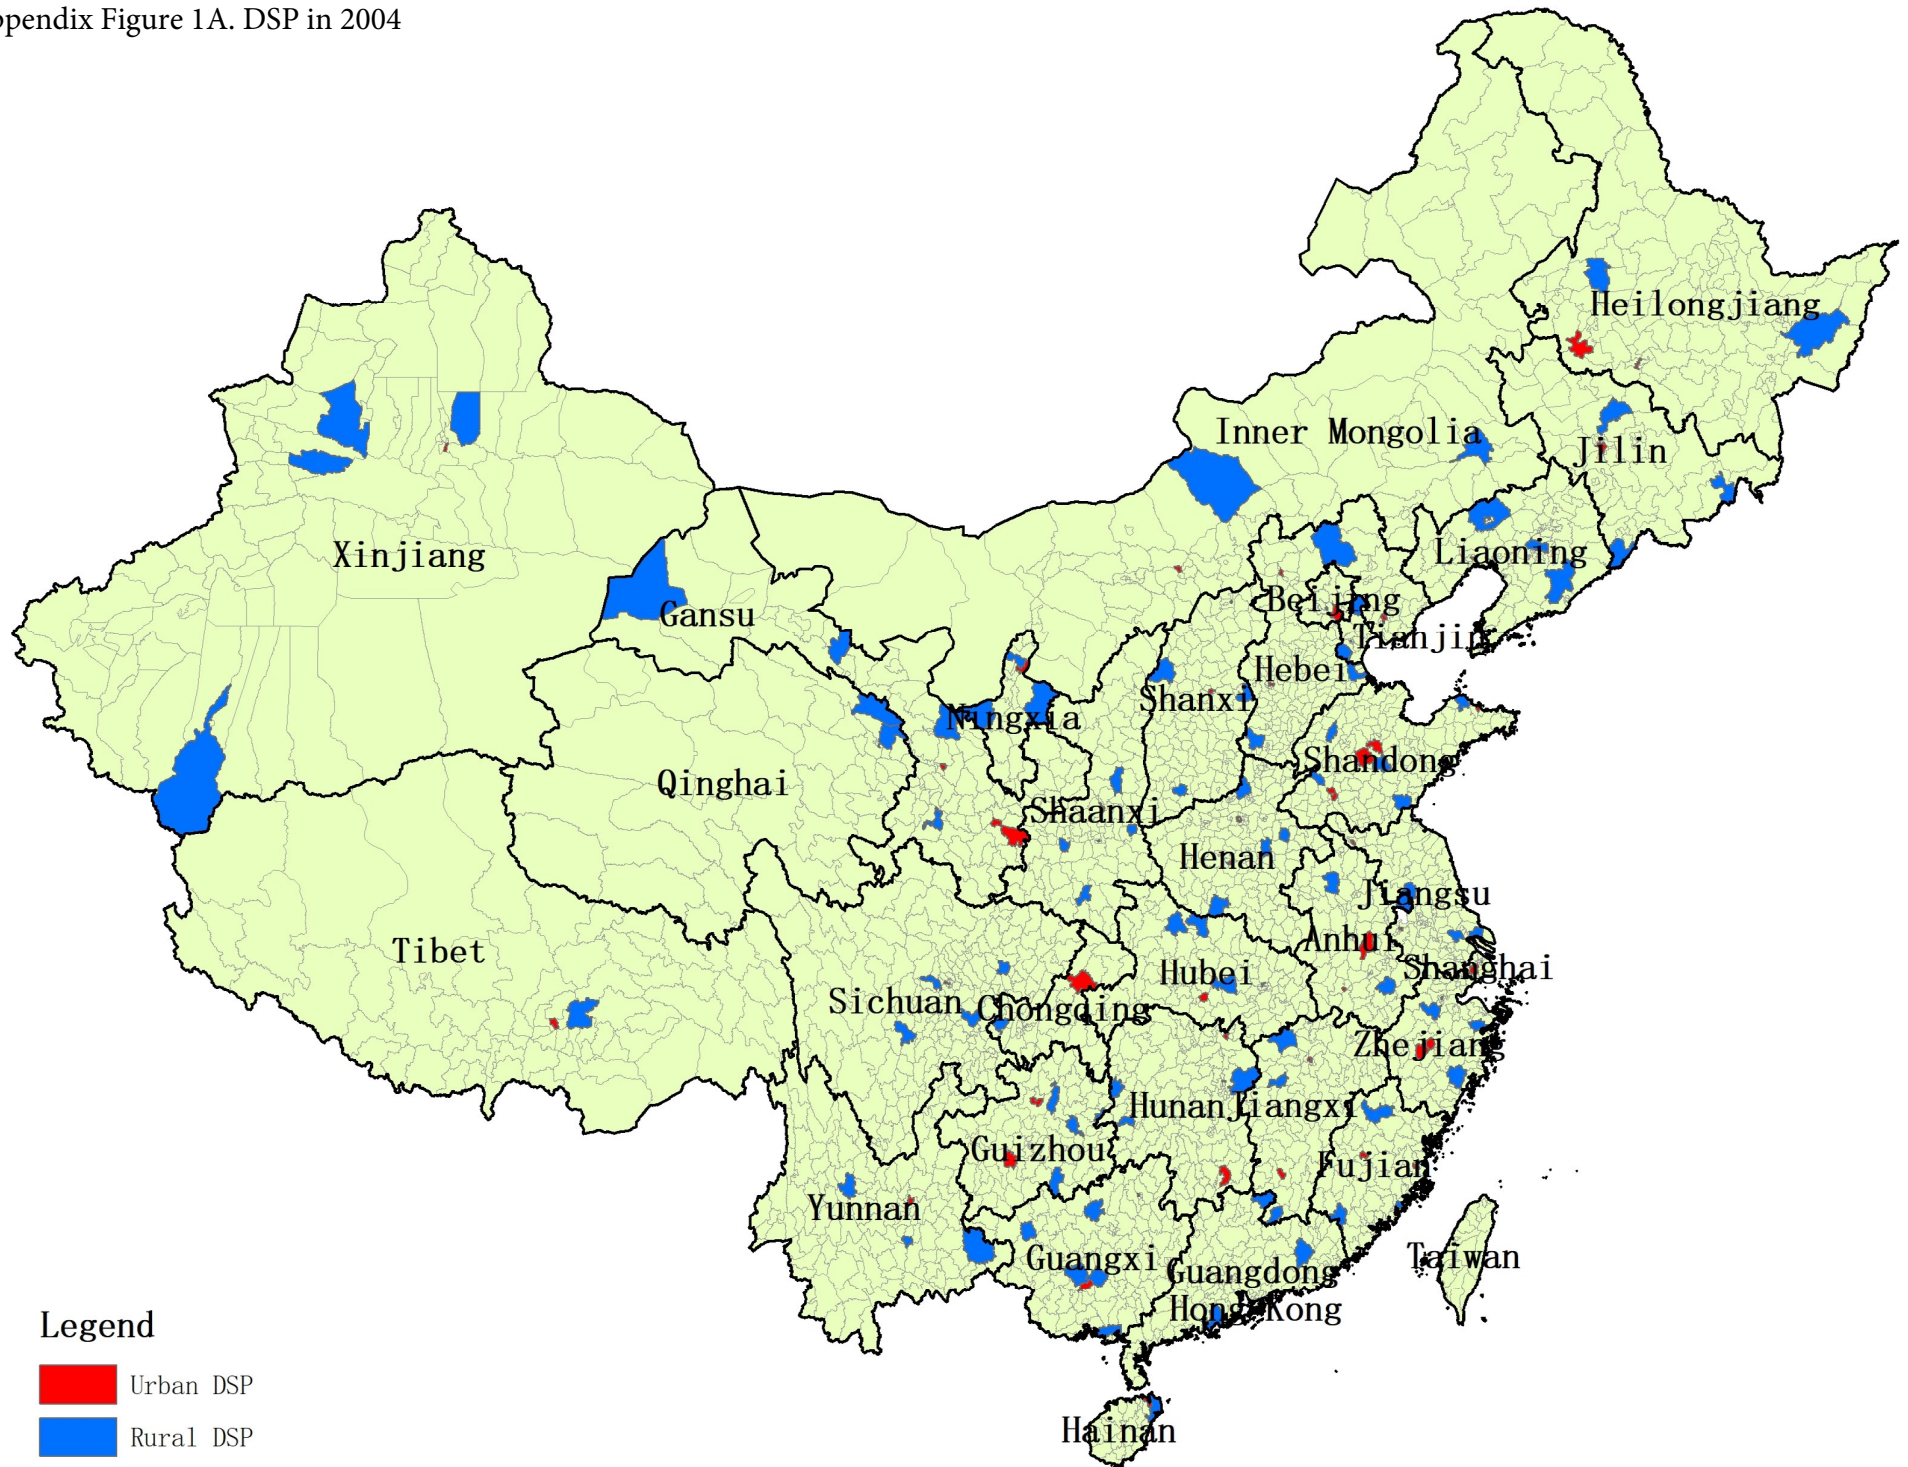 ppendix Figure 1A. DSP in 2004
Heilongjiang
Inner Mongolia
Jilin
Xinjiang
Liaoning
Gansu
Beijing
Tianjin
Hebei
Shanxi
Ningxia
Shandong
Qinghai
Shaanxi
Henan
Jiangsu
Tibet
Anhui
Hubei
Shanghai
Sichuan
Chongqing
Zhejiang
Hunan
Jiangxi
Guizhou
Fujian
Yunnan
Guangxi
Guangdong
Taiwan
Hong Kong
Legend
Urban DSP
Rural DSP
Hainan